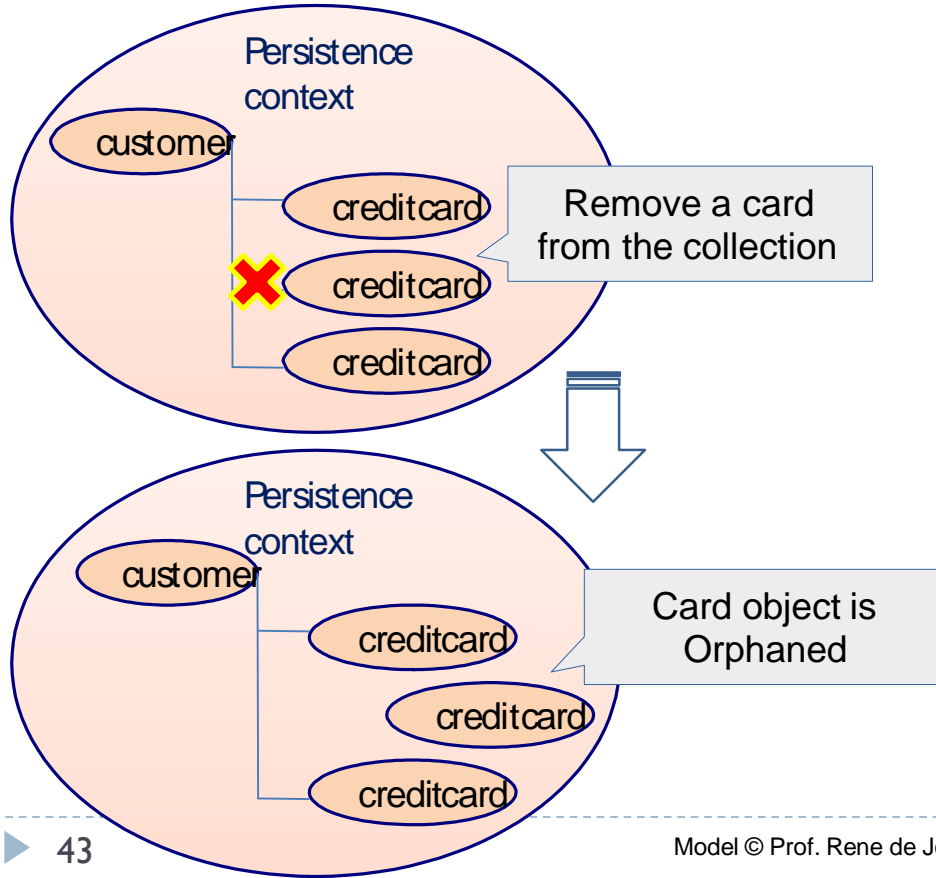 Persistence
context
customer
creditcard
Remove a card
from the collection
creditcard
creditcard
Persistence
context
customer
Card object is
Orphaned
creditcard
creditcard
creditcard
43
Model © Prof. Rene de